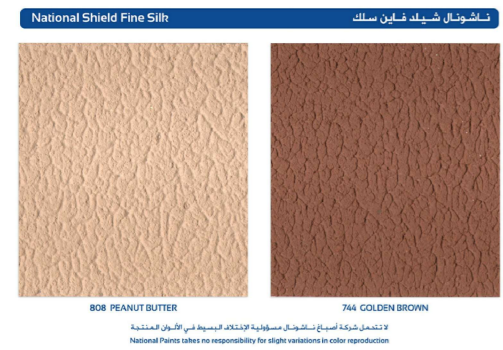 National Shield Fine Silk
ناشونال شيلد فاين سلك
808 PEANUT BUTTER
744 GOLDEN BROWN
لا تتحمل شركة أصباغ ناشونال مسؤولية الإختلاف البسيط في الألوان المنتجة
National Paints takes no responsibility for slight variations in color reproduction